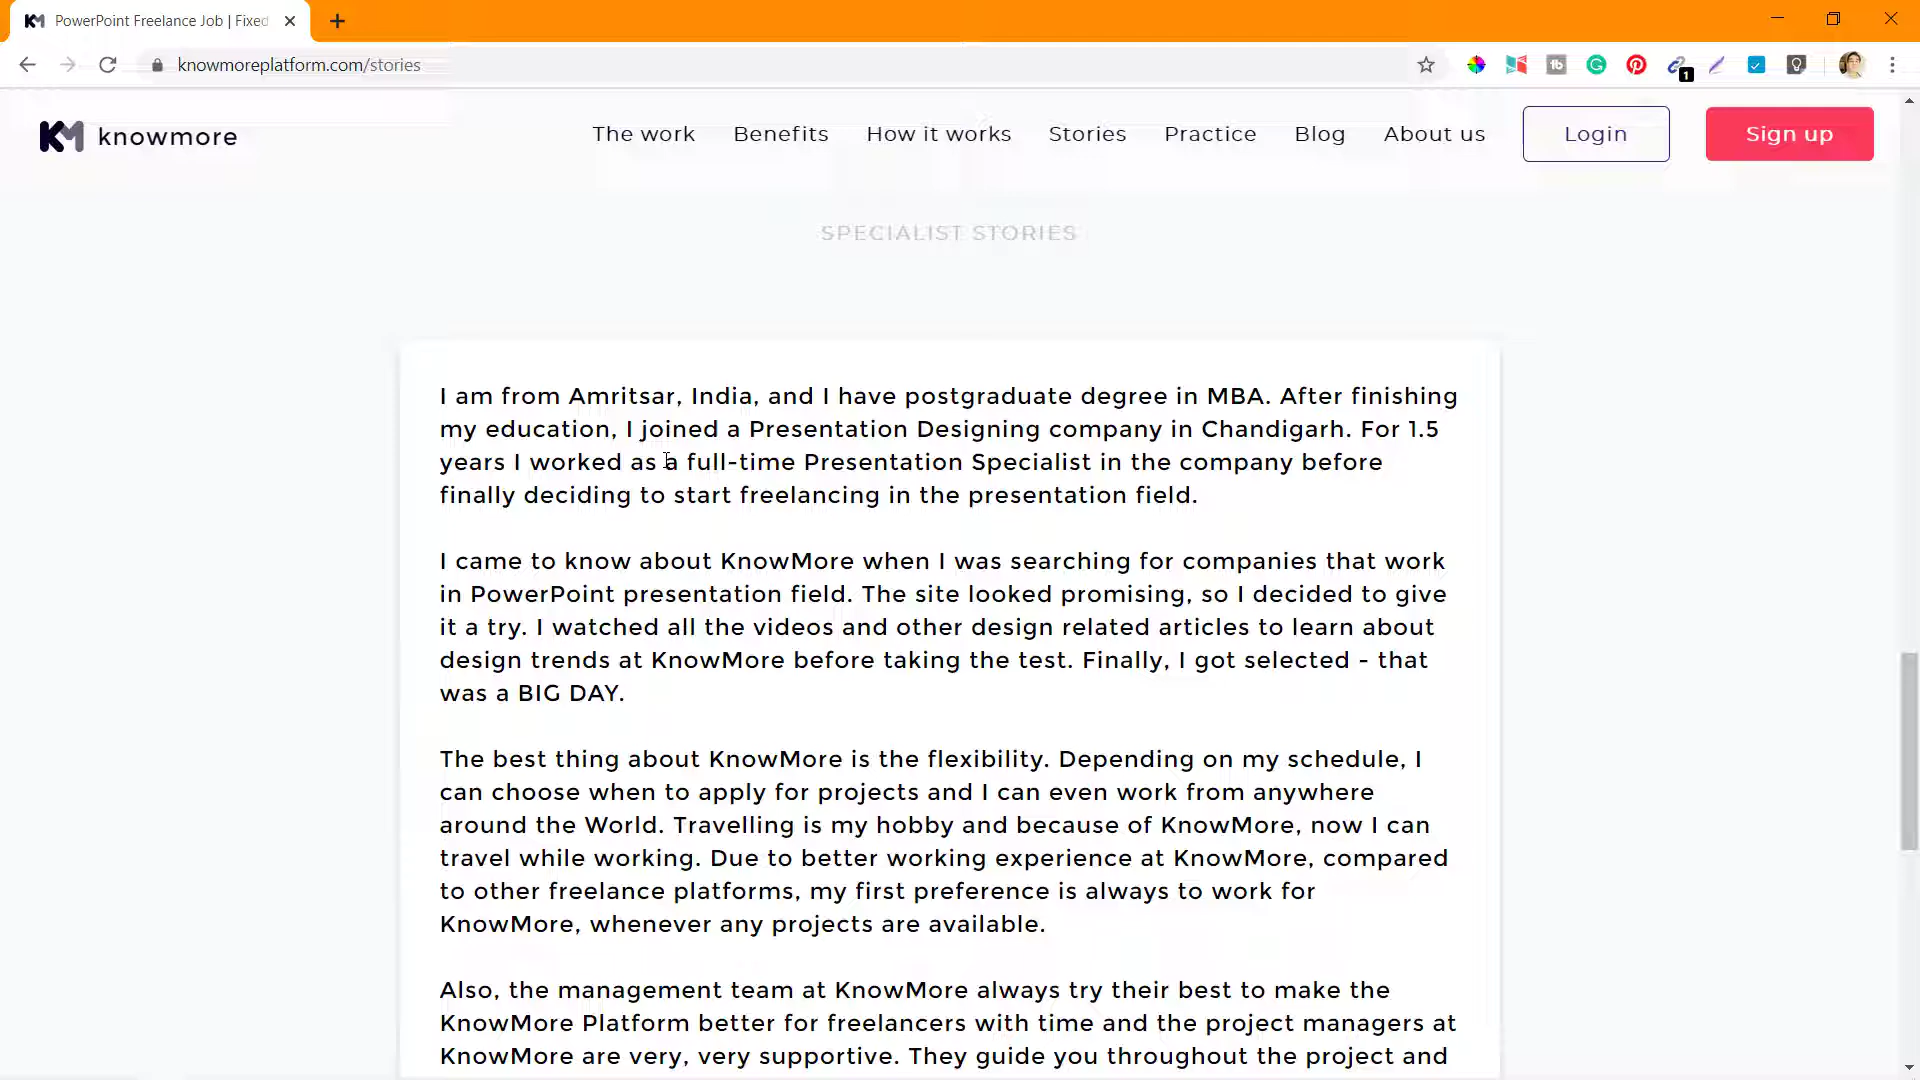 PowerPoint Freelance Job | Fixed
knowmoreplatform.com/stories
1
KM knowmore
The work Benefits How it works Stories Practice Blog About us Login Sign up
SPECIALIST STORIES
I am from Amritsar, India, and I have postgraduate degree in MBA. After finishing
my education, I joined a Presentation Designing company in Chandigarh. For 1.5
years I worked as a full-time Presentation Specialist in the company before
finally deciding to start freelancing in the presentation field.
I came to know about KnowMore when I was searching for companies that work
in PowerPoint presentation field. The site looked promising, so I decided to give
it a try. I watched all the videos and other design related articles to learn about
design trends at KnowMore before taking the test. Finally, I got selected - that
was a BIG DAY.
The best thing about KnowMore is the flexibility. Depending on my schedule, I
can choose when to apply for projects and I can even work from anywhere
around the World. Travelling is my hobby and because of KnowMore, now I can
travel while working. Due to better working experience at KnowMore, compared
to other freelance platforms, my first preference is always to work for
KnowMore, whenever any projects are available.
Also, the management team at KnowMore always try their best to make the
KnowMore Platform better for freelancers with time and the project managers at
KnowMore are very, very supportive. They guide you throughout the project and